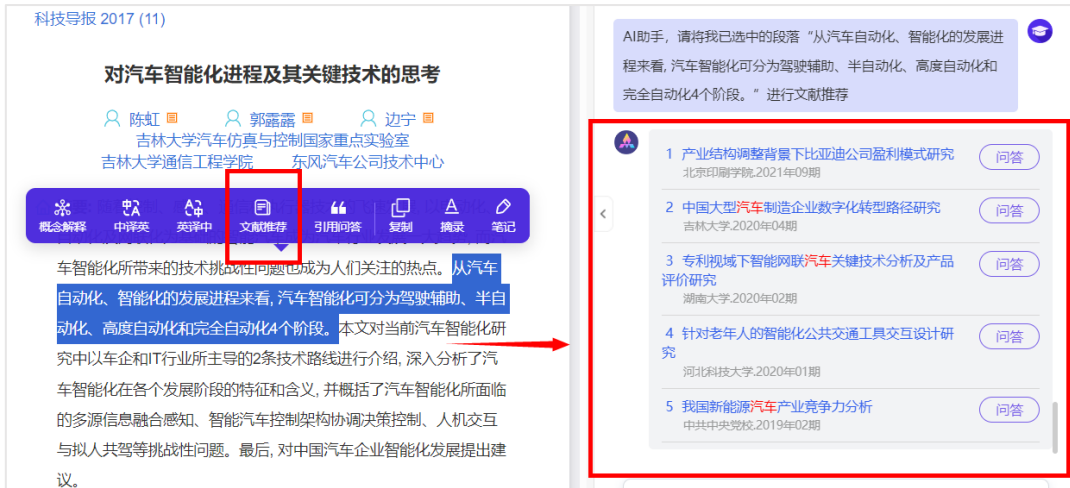 科技导报 2017 (11)
对汽车智能化进程及其关键技术的思考
陈虹 郭露露 边宁
吉林大学汽车仿真与控制国家重点实验室
吉林大学通信工程学院 东风汽车公司技术中心
概念解释 中译英 英译中 文献推荐 引用问答 复制 摘录 笔记
车智能化所带来的技术挑战性问题也成为人们关注的热点。从汽车
自动化、智能化的发展进程来看, 汽车智能化可分为驾驶辅助、半自
动化、高度自动化和完全自动化4个阶段。本文对当前汽车智能化研
究中以车企和IT行业所主导的2条技术路线进行介绍, 深入分析了汽
车智能化在各个发展阶段的特征和含义, 并概括了汽车智能化所面临
的多源信息融合感知、智能汽车控制架构协调决策控制、人机交互
与拟人共驾等挑战性问题。最后, 对中国汽车企业智能化发展提出建
议。
AI助手，请将我已选中的段落“从汽车自动化、智能化的发展进
程来看, 汽车智能化可分为驾驶辅助、半自动化、高度自动化和
完全自动化4个阶段。”进行文献推荐
1 产业结构调整背景下比亚迪公司盈利模式研究 问答
北京印刷学院.2021年09期
2 中国大型汽车制造企业数字化转型路径研究 问答
吉林大学.2020年04期
3 专利视域下智能网联汽车关键技术分析及产品 问答
评价研究
湖南大学.2020年02期
4 针对老年人的智能化公共交通工具交互设计研 问答
究
河北科技大学.2020年01期
5 我国新能源汽车产业竞争力分析 问答
中共中央党校.2019年02期